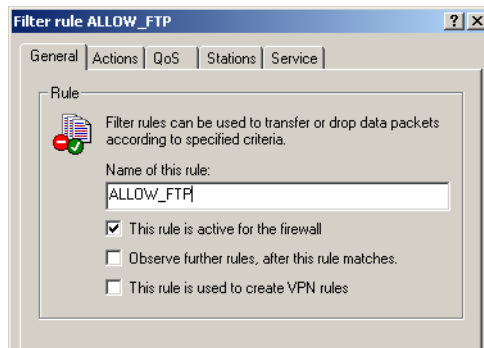 Filter rule ALLOW_FTP
General Actions QoS Stations Service
Rule
Filter rules can be used to transfer or drop data packets
according to specified criteria.
Name of this rule:
ALLOW_FTP
This rule is active for the firewall
Observe further rules, after this rule matches.
This rule is used to create VPN rules